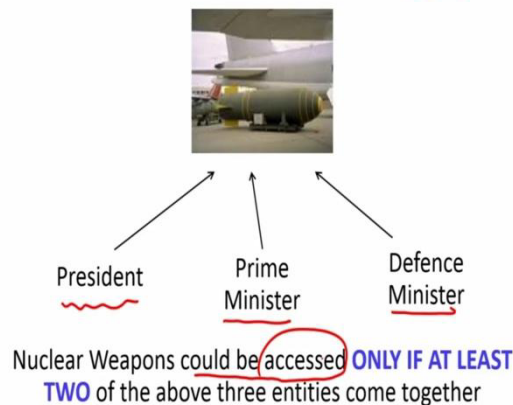 President
Prime
Minister
Defence
Minister
Nuclear Weapons could be accessed ONLY IF AT LEAST
TWO of the above three entities come together